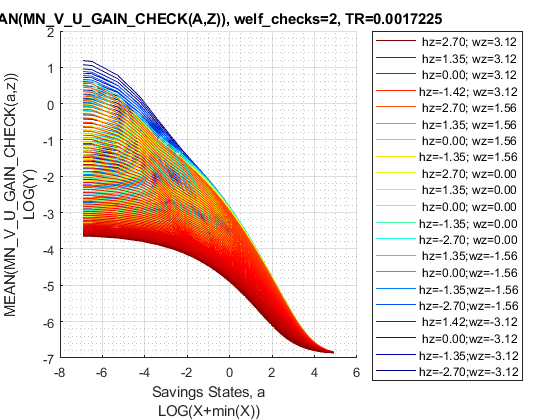 AN(MN_V_U_GAIN_CHECK(A,Z)), welf_checks=2, TR=0.0017225
2
1
0
-1
-2
-3
-4
-5
-6
-7
-8
-6
-4
-2
0
2
4
6
MEAN(MN_V_U_GAIN_CHECK(a,z))
LOG(Y)
Savings States, a
LOG(X+min(X))
hz=2.70; wz=3.12
hz=1.35; wz=3.12
hz=0.00; wz=3.12
hz=-1.42; wz=3.12
hz=2.70; wz=1.56
hz=1.35; wz=1.56
hz=0.00; wz=1.56
hz=-1.35; wz=1.56
hz=2.70; wz=0.00
hz=1.35; wz=0.00
hz=0.00; wz=0.00
hz=-1.35; wz=0.00
hz=-2.70; wz=0.00
hz=1.35;wz=-1.56
hz=0.00;wz=-1.56
hz=-1.35;wz=-1.56
hz=-2.70;wz=-1.56
hz=1.42;wz=-3.12
hz=0.00;wz=-3.12
hz=-1.35;wz=-3.12
hz=-2.70;wz=-3.12